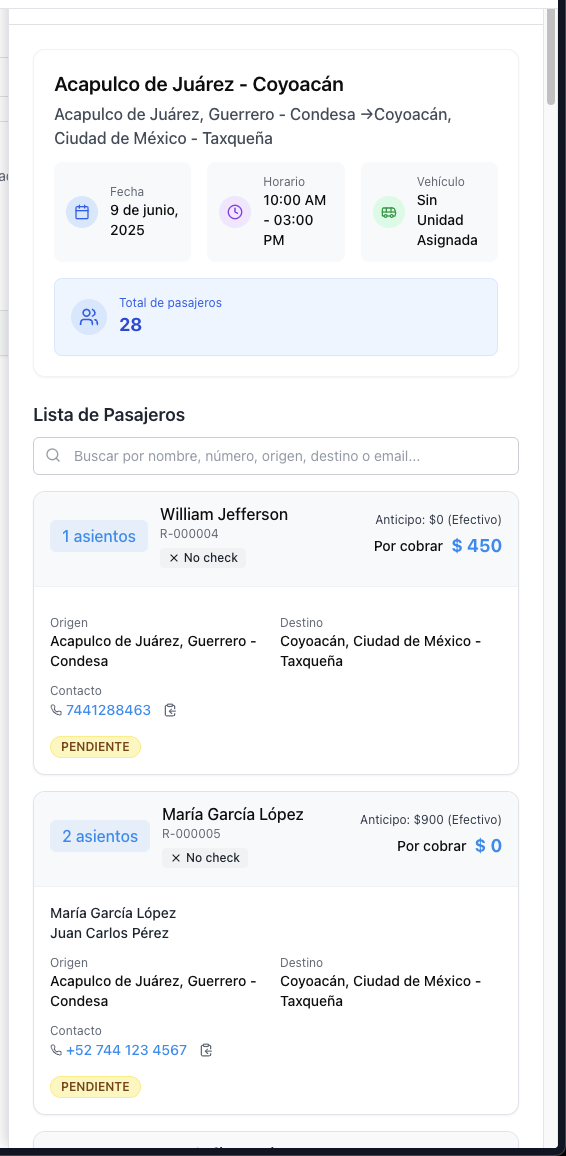 Acapulco de Juárez - Coyoacán
Acapulco de Juárez, Guerrero - Condesa →Coyoacán,
Ciudad de México - Taxqueña
Fecha
9 de junio,
2025
Horario
10:00 AM
- 03:00
PM
Vehículo
Sin
Unidad
Asignada
Total de pasajeros
28
Lista de Pasajeros
Buscar por nombre, número, origen, destino o email...
1 asientos
William Jefferson
R-000004
× No check
Anticipo: $0 (Efectivo)
Por cobrar $ 450
Origen
Acapulco de Juárez, Guerrero -
Condesa
Destino
Coyoacán, Ciudad de México -
Taxqueña
Contacto
7441288463
PENDIENTE
2 asientos
María García López
R-000005
× No check
Anticipo: $900 (Efectivo)
Por cobrar $ 0
María García López
Juan Carlos Pérez
Origen
Acapulco de Juárez, Guerrero -
Condesa
Destino
Coyoacán, Ciudad de México -
Taxqueña
Contacto
+52 744 123 4567
PENDIENTE